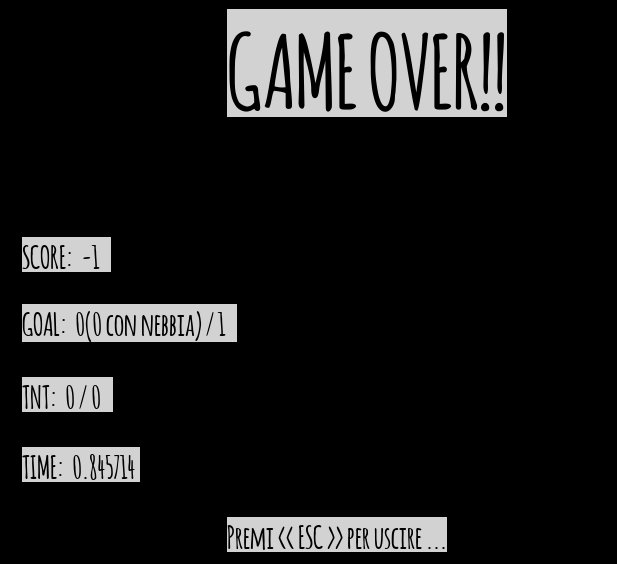 GAME OVER!!
SCORE: -1
GOAL: 0(0 con nebbia) / 1
TNT: 0 / 0
TIME: 0.845714
Premi << ESC >> per uscire ...